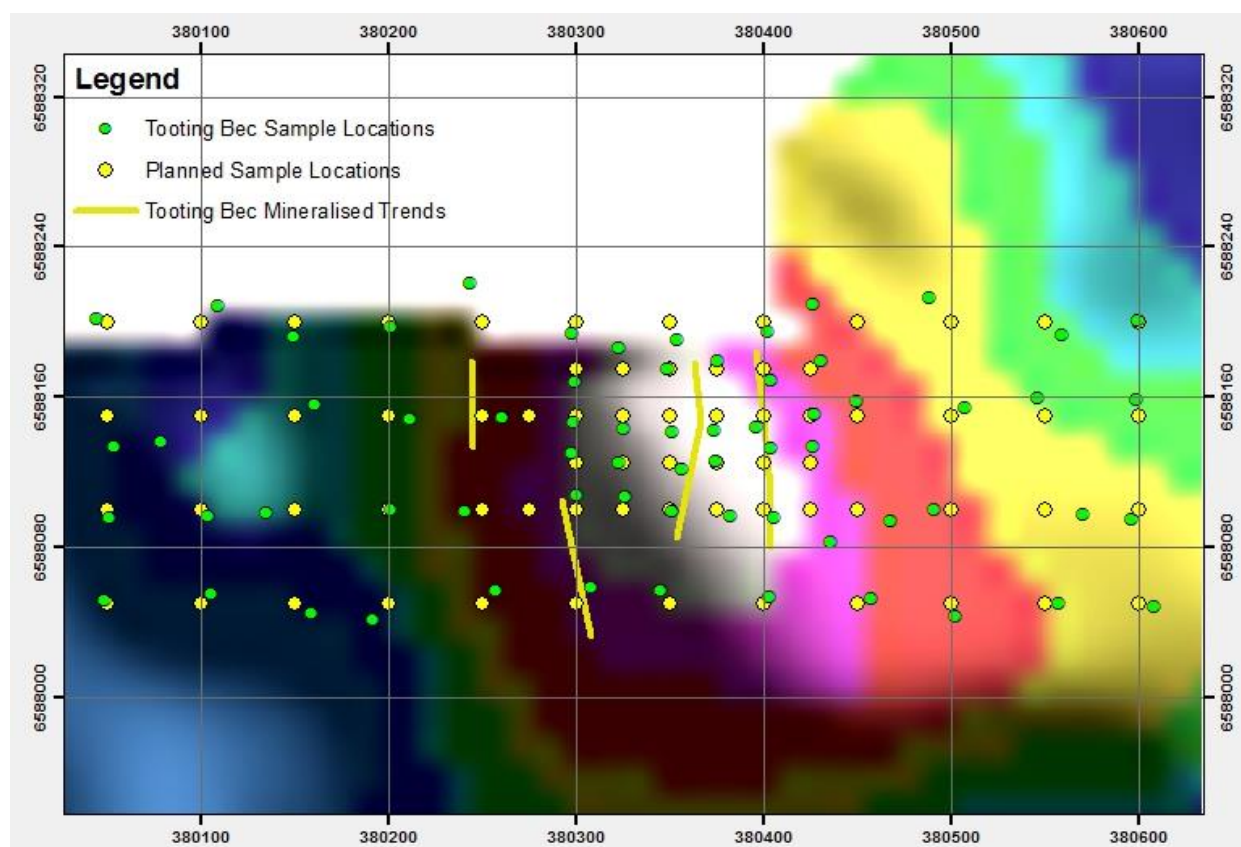 380100 380200 380300 380400 380500 380600
Legend
Tooting Bec Sample Locations
Planned Sample Locations
Tooting Bec Mineralised Trends
6588320 6588320
6588240 6588240
6588160 6588160
6588080 6588080
6588000 6588000
380100 380200 380300 380400 380500 380600